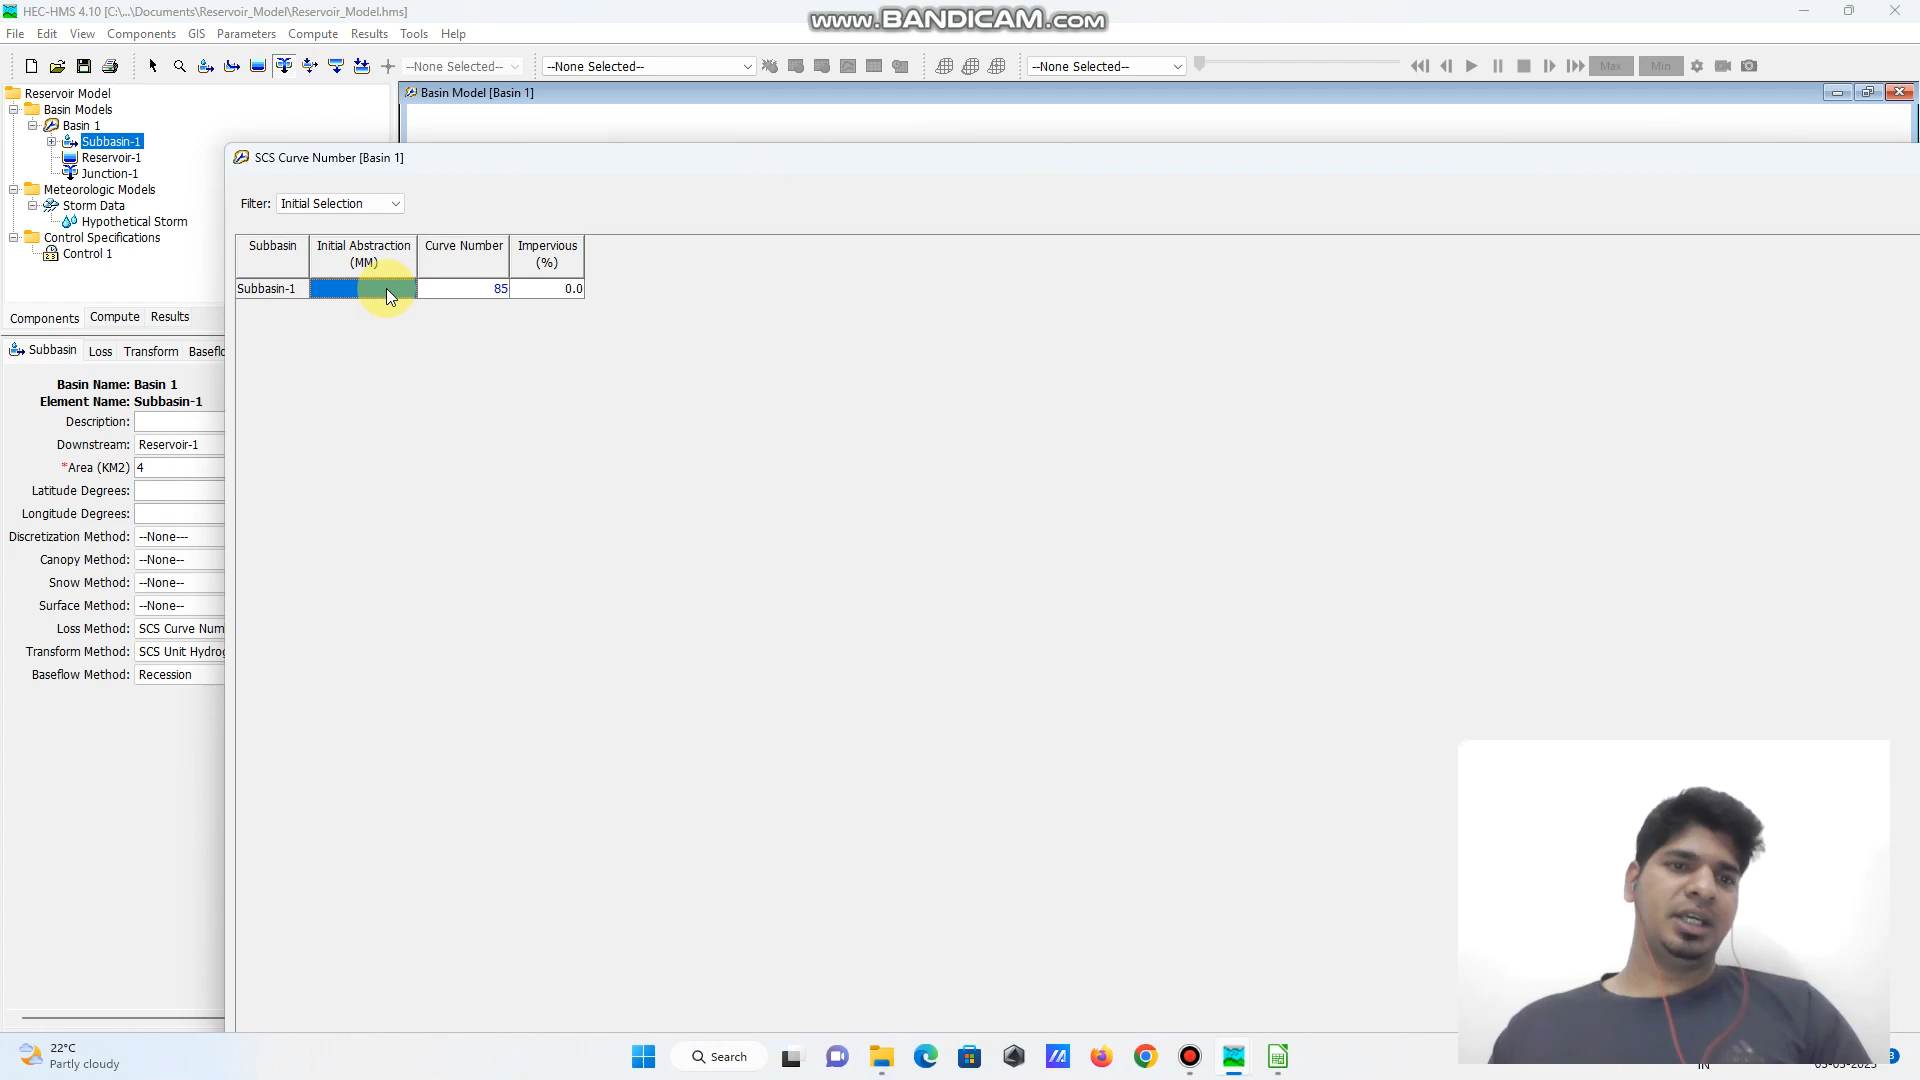 HEC-HMS 4.10 [C:\...\Documents\Reservoir_Model\Reservoir_Model.hms]
www.BANDICAM.com
File Edit View Components GIS Parameters Compute Results Tools Help
--None Selected-- --None Selected-- --None Selected-- Max Min
Reservoir Model
Basin Models
Basin 1
Subbasin-1
Reservoir-1
Junction-1
Meteorologic Models
Storm Data
Hypothetical Storm
Control Specifications
Control 1
Components Compute Results
Basin Model [Basin 1]
SCS Curve Number [Basin 1]
Filter: Initial Selection
Subbasin Initial Abstraction (MM) Curve Number Impervious (%)
Subbasin-1 85 0.0
Subbasin Loss Transform
Basin Name: Basin 1
Element Name: Subbasin-1
Description:
Downstream: Reservoir-1
*Area (KM2) 4
Latitude Degrees:
Longitude Degrees:
Discretization Method: --None---
Canopy Method: --None--
Snow Method: --None--
Surface Method: --None--
Loss Method: SCS Curve Num
Transform Method: SCS Unit Hydrog
Baseflow Method: Recession
22°C
Partly cloudy
Search